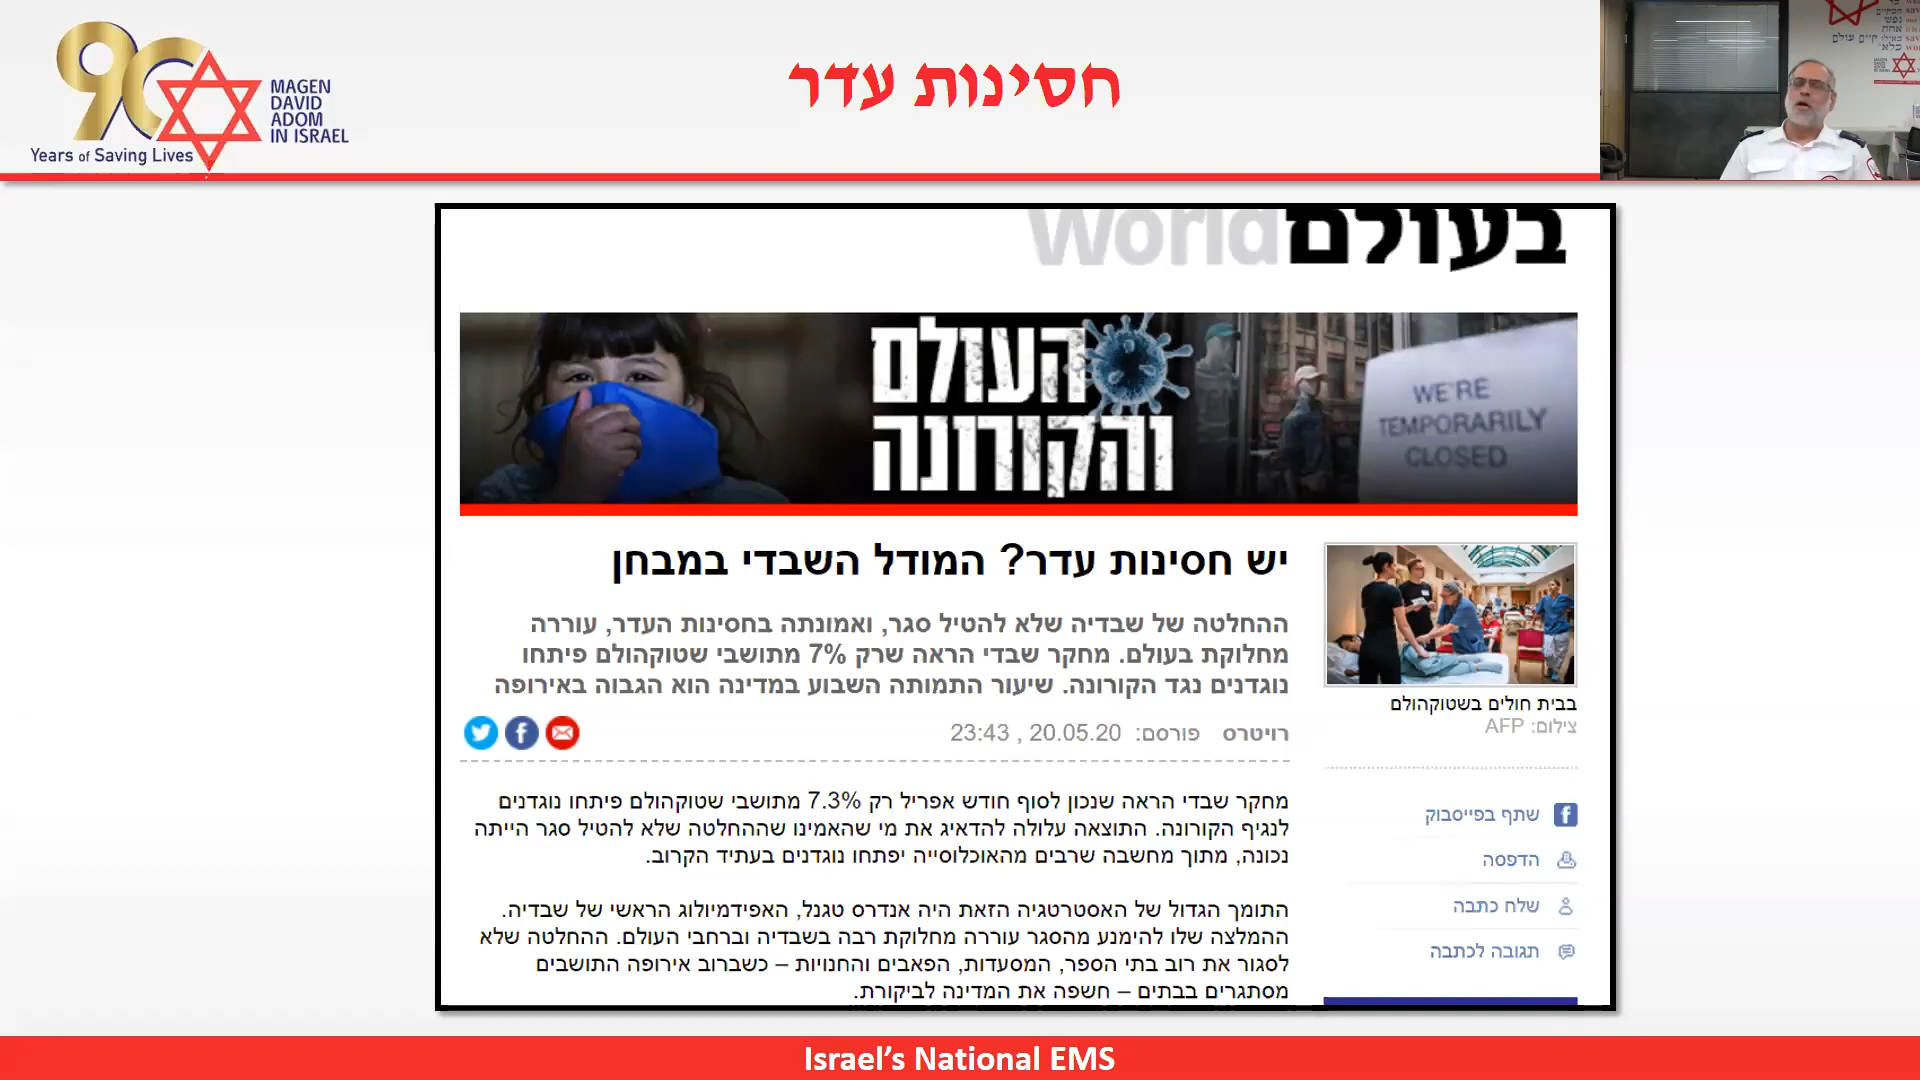 90
MAGEN
DAVID
ADOM
IN ISRAEL
Years of Saving Lives
חסינות עדר
בעולם World
העולם
והקורונה
WE'RE
TEMPORARILY
CLOSED
יש חסינות עדר? המודל השבדי במבחן
ההחלטה של שבדיה שלא להטיל סגר, ואמונתה בחסינות העדר, עוררה
מחלוקת בעולם. מחקר שבדי הראה שרק 7% מתושבי שטוקהולם פיתחו
נוגדנים נגד הקורונה. שיעור התמותה השבוע במדינה הוא הגבוה באירופה
רויטרס פורסם: 20.05.20 , 23:43
בבית חולים בשטוקהולם
צילום: AFP
מחקר שבדי הראה שנכון לסוף חודש אפריל רק 7.3% מתושבי שטוקהולם פיתחו נוגדנים
לנגיף הקורונה. התוצאה עלולה להדאיג את מי שהאמינו שההחלטה שלא להטיל סגר הייתה
נכונה, מתוך מחשבה שרבים מהאוכלוסייה יפתחו נוגדנים בעתיד הקרוב.
התומך הגדול של האסטרטגיה הזאת היה אנדרס טגנל, האפידמיולוג הראשי של שבדיה.
ההמלצה שלו להימנע מהסגר עוררה מחלוקת רבה בשבדיה וברחבי העולם. ההחלטה שלא
לסגור את רוב בתי הספר, המסעדות, הפאבים והחנויות – כשברוב אירופה התושבים
מסתגרים בבתים – חשפה את המדינה לביקורת.
שתף בפייסבוק
הדפסה
שלח כתבה
תגובה לכתבה
Israel's National EMS